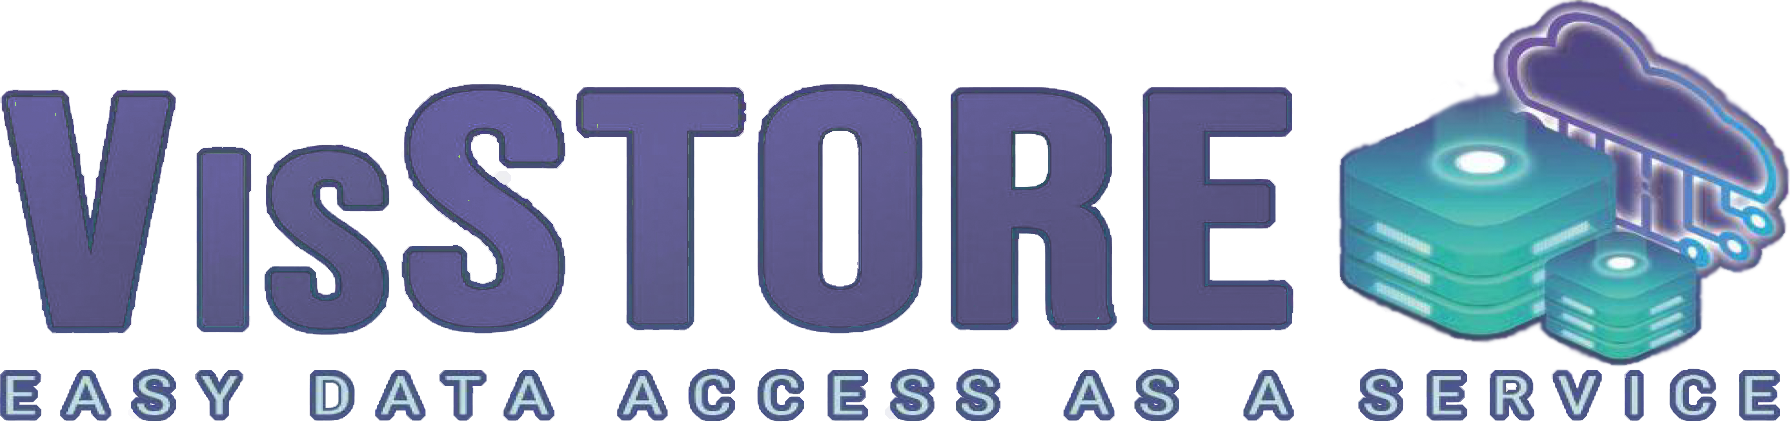 VisSTORE
EASY DATA ACCESS AS A SERVICE